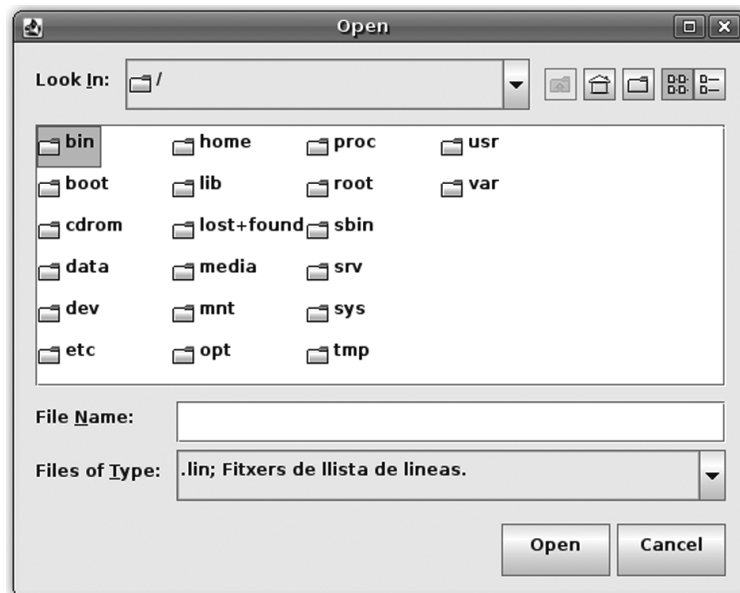 Open
Look In: /
bin home proc usr
boot lib root var
cdrom lost+found sbin
data media srv
dev mnt sys
etc opt tmp
File Name:
Files of Type: .lin; Fitxers de llista de lineas.
Open Cancel